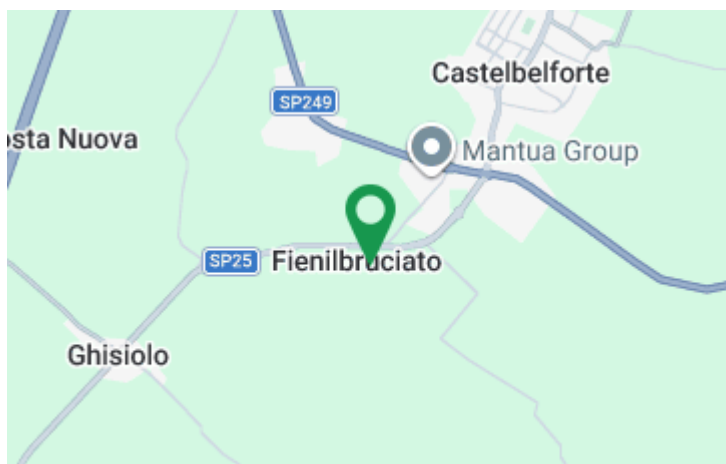 Castelbelforte
SP249
osta Nuova
Mantua Group
SP25
Fienilbruciato
Ghisiolo